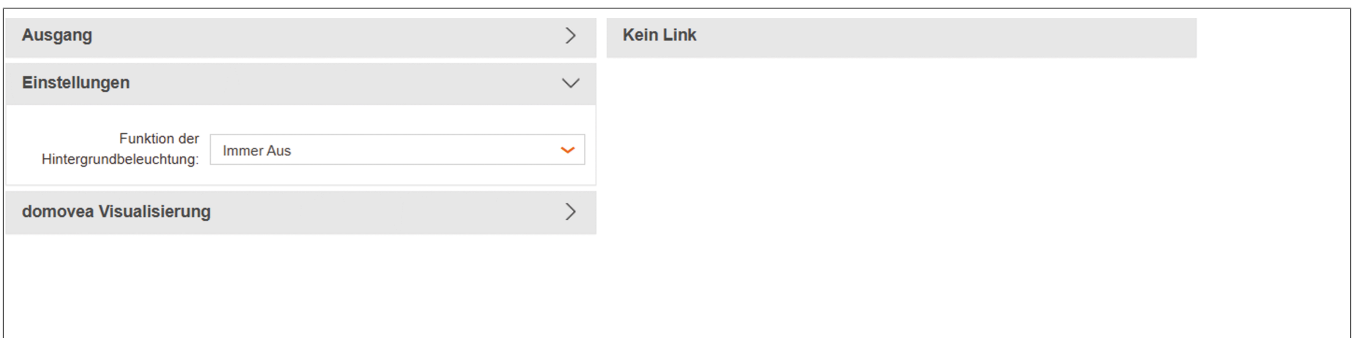 Ausgang
Kein Link
Einstellungen
Funktion der
Hintergrundbeleuchtung:
Immer Aus
domovea Visualisierung